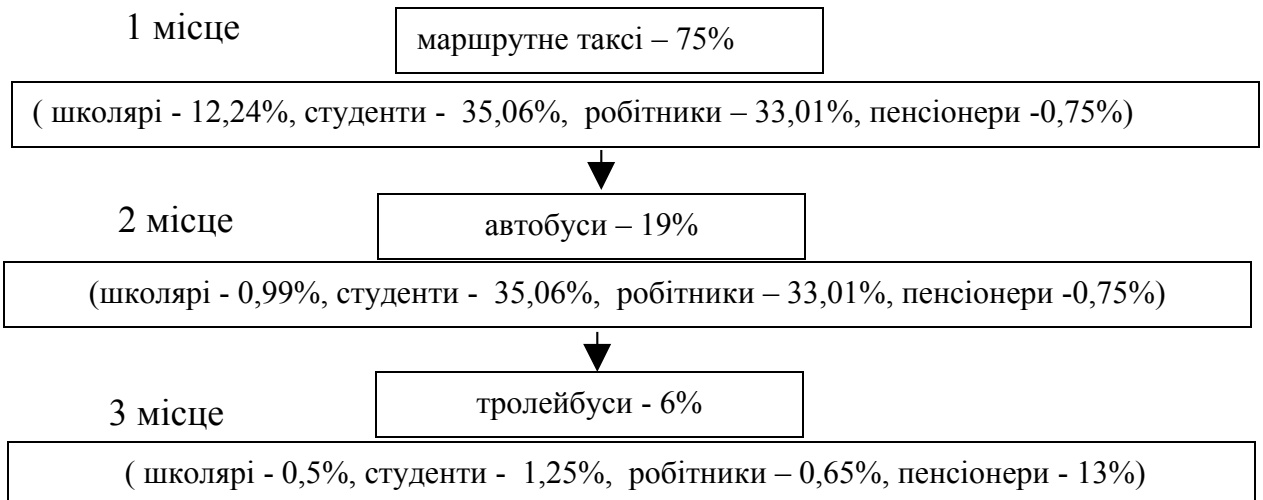 1 місце
маршрутне таксі – 75%
( школярі - 12,24%, студенти - 35,06%, робітники – 33,01%, пенсіонери -0,75%)
2 місце
автобуси – 19%
(школярі - 0,99%, студенти - 35,06%, робітники – 33,01%, пенсіонери -0,75%)
3 місце
тролейбуси - 6%
( школярі - 0,5%, студенти - 1,25%, робітники – 0,65%, пенсіонери - 13%)